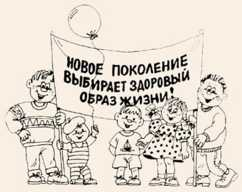 НОВОЕ ПОКОЛЕНИЕ
ВЫБИРАЕТ ЗДОРОВЫЙ
ОБРАЗ ЖИЗНИ!